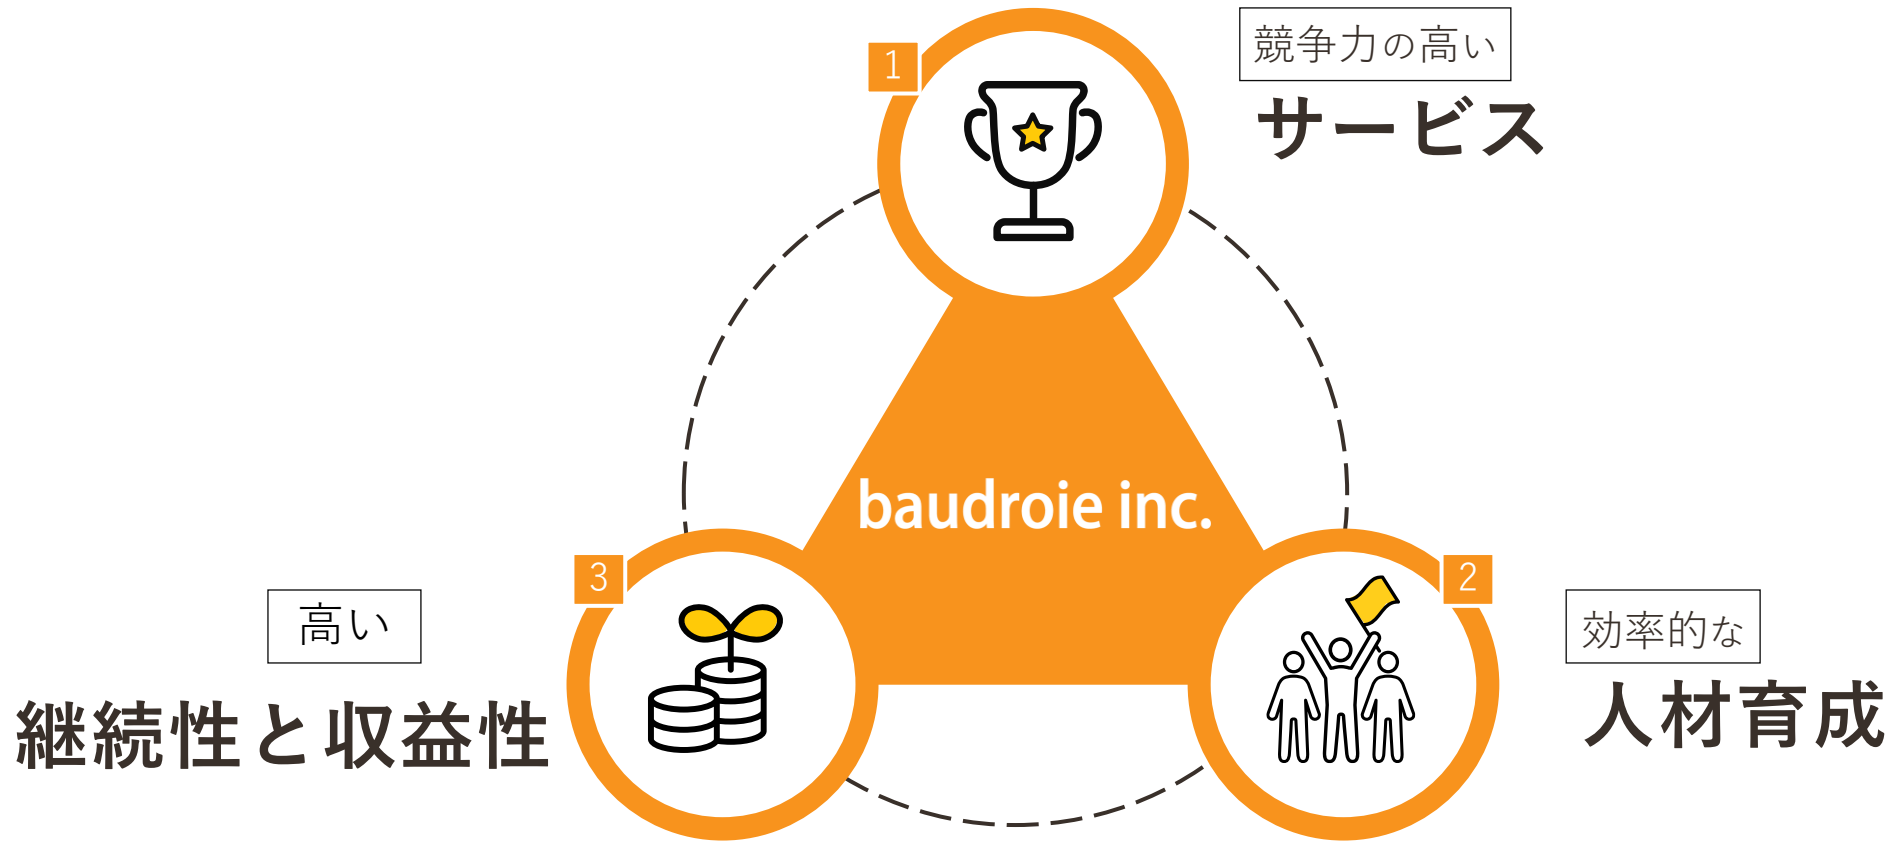 1
競争力の高い
サービス
baudroie inc.
3
高い
継続性と収益性
2
効率的な
人材育成